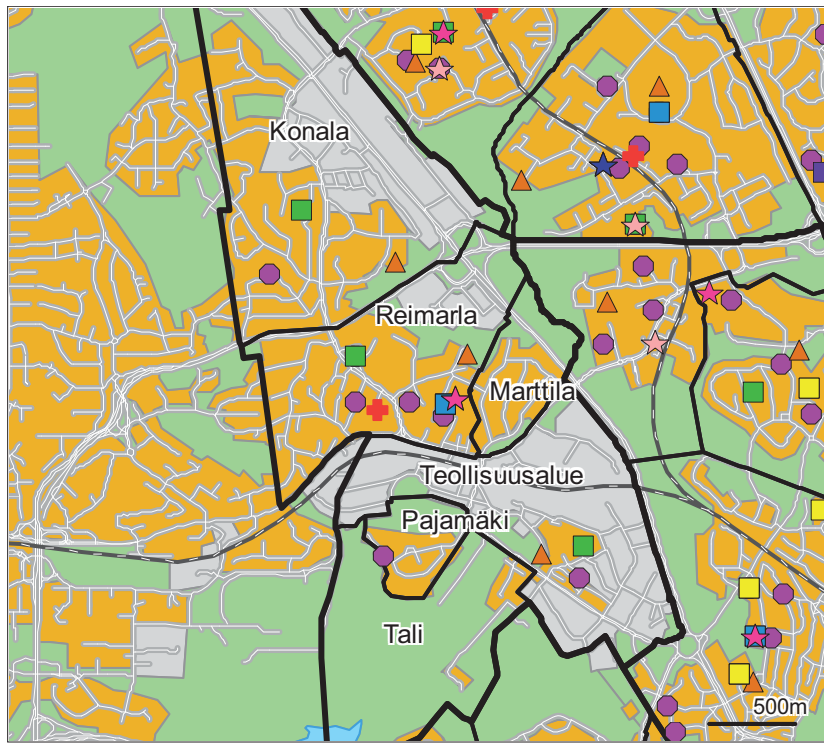 Konala
Reimarla
Marttila
Teollisuusalue
Pajamäki
Tali
500m